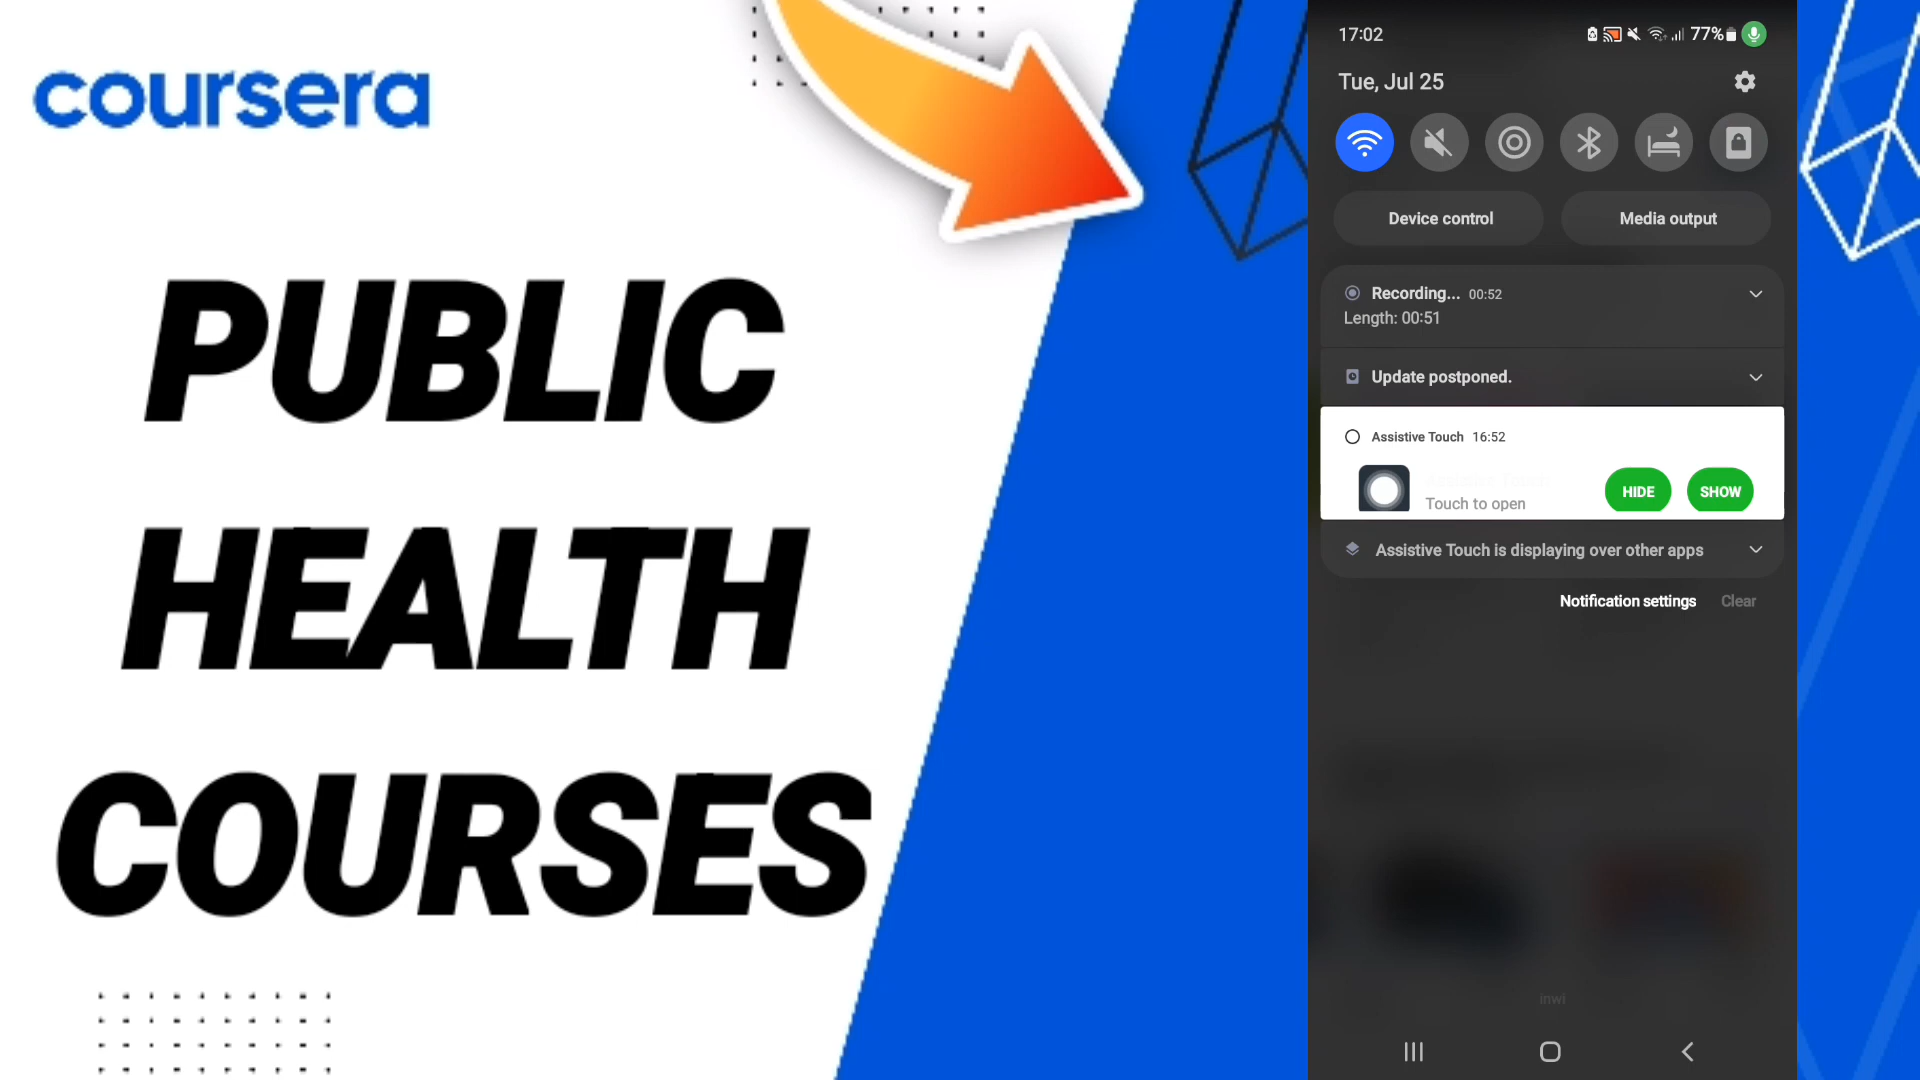 coursera
PUBLIC
HEALTH
COURSES
17:02
77%
Tue, Jul 25
Device control
Media output
Recording... 00:52
Length: 00:51
Update postponed.
Assistive Touch 16:52
Touch to open
HIDE
SHOW
Assistive Touch is displaying over other apps
Notification settings
Clear
inwi